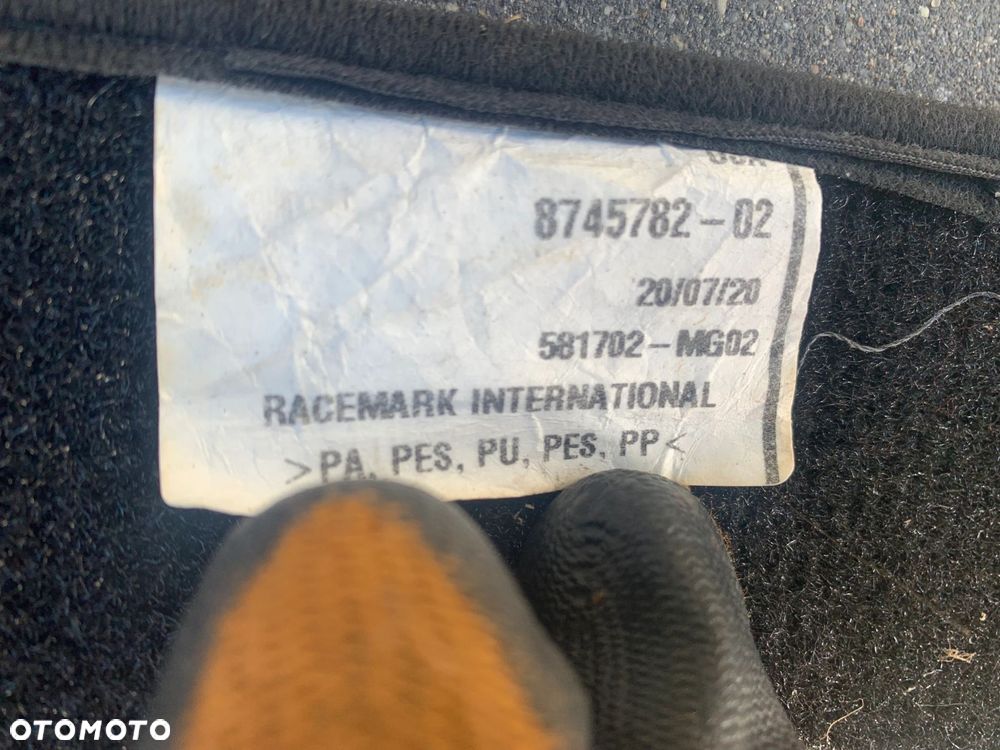 8745782-02
20/07/20
581702-MG02
RACEMARK INTERNATIONAL
>PA, PES, PU, PES, PP<
OTOMOTO